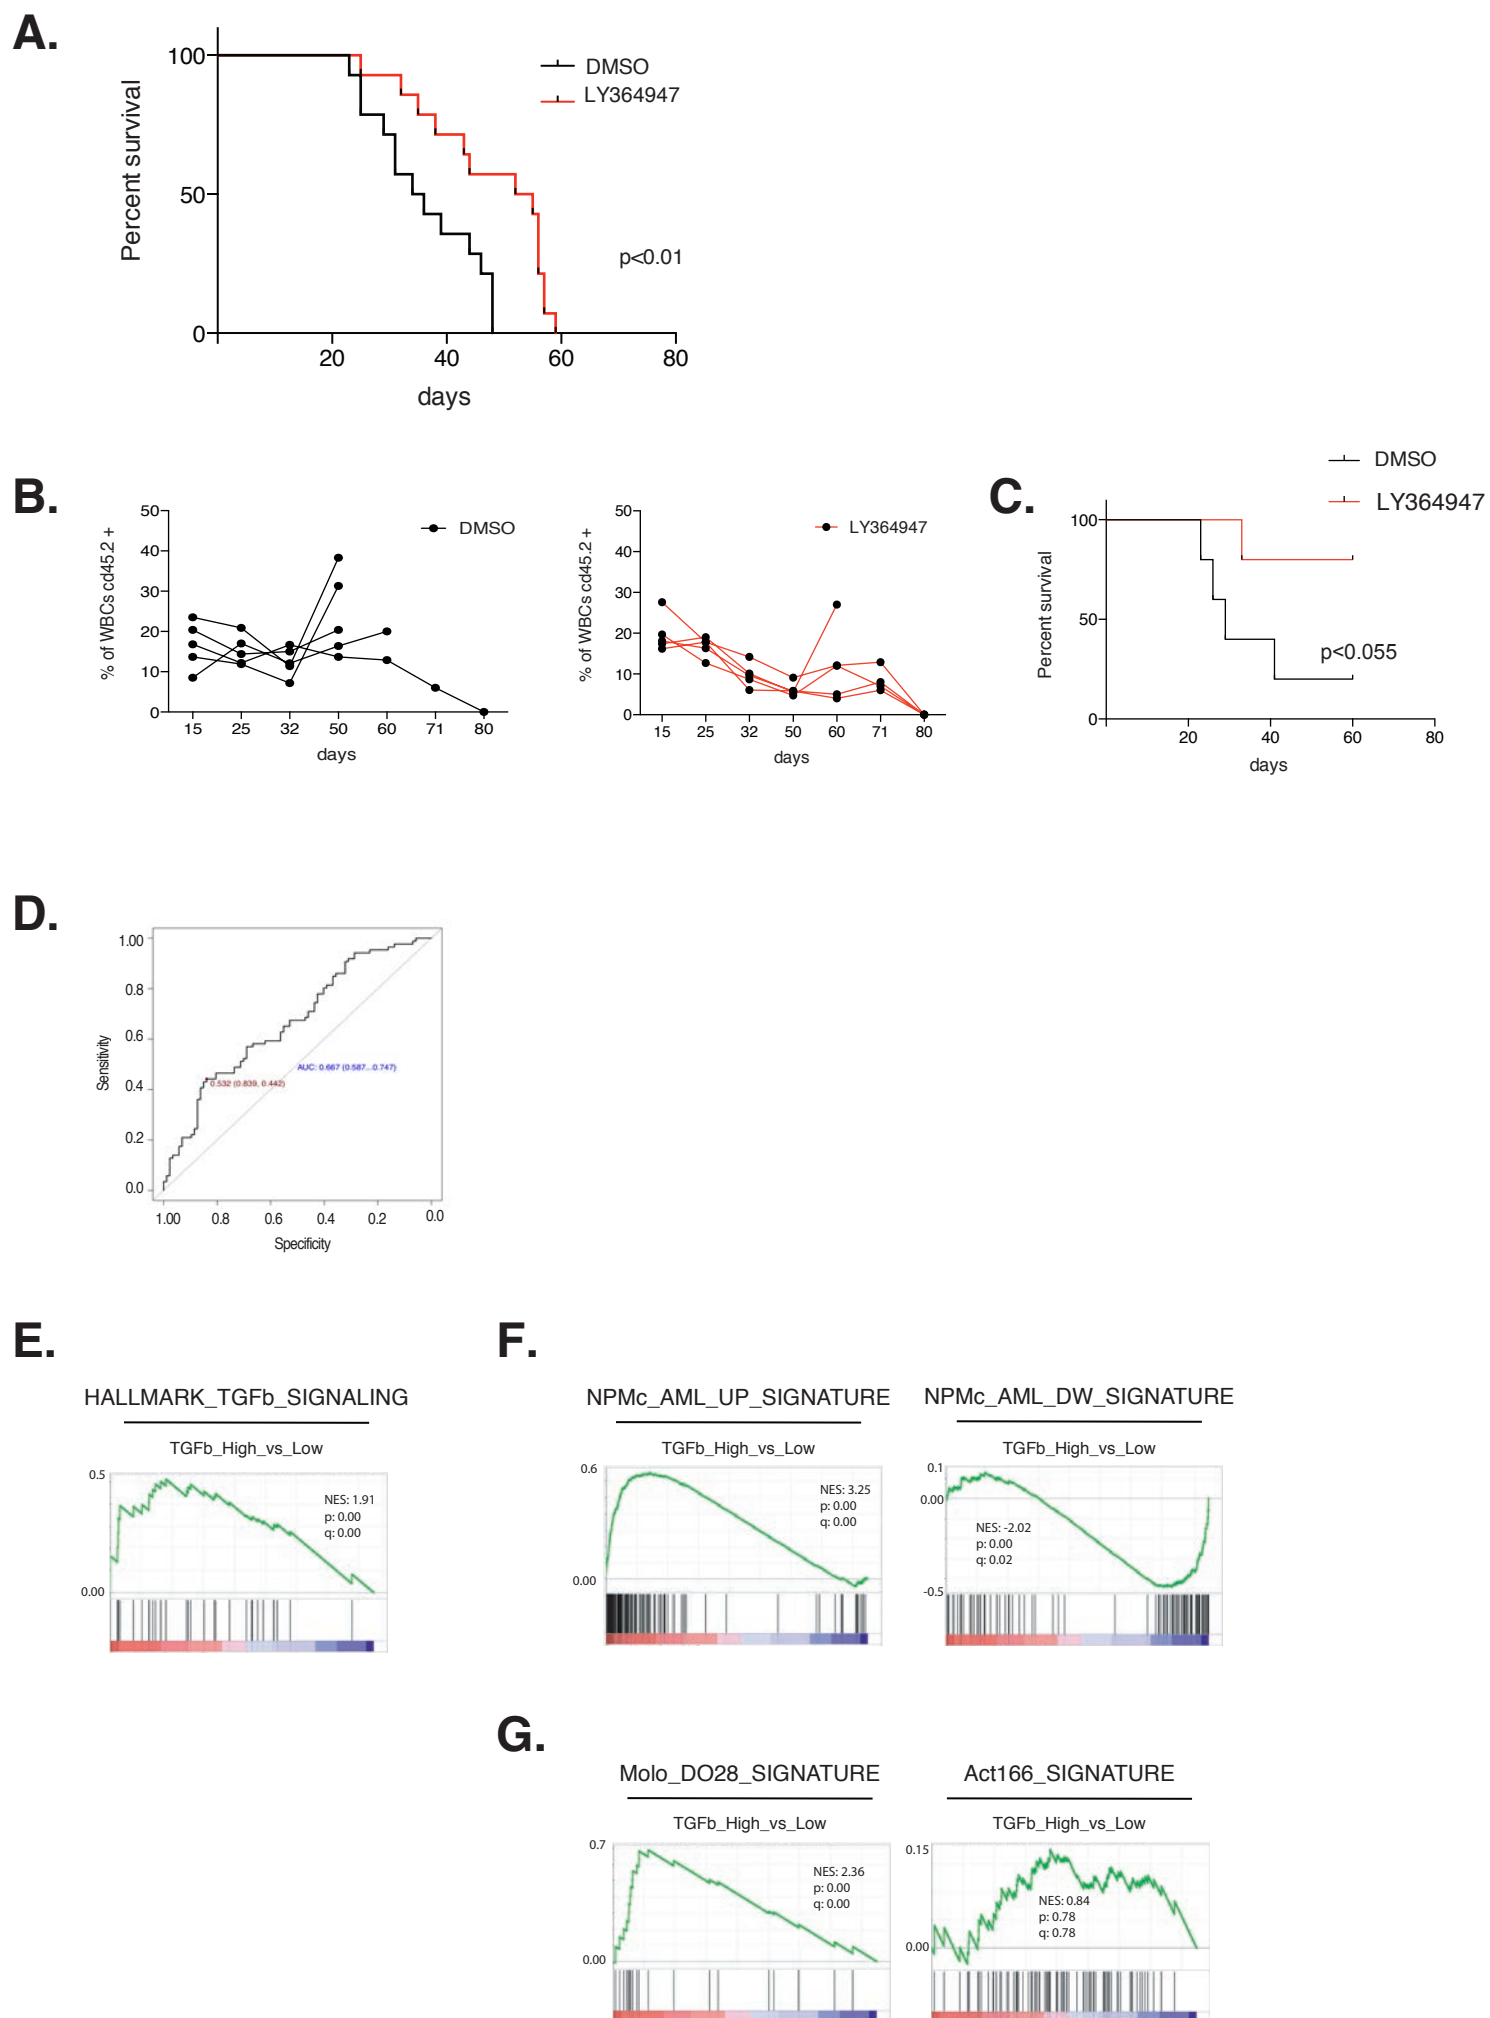 A.
DMSO
LY364947
Percent survival
100
50
0
p<0.01
20 40 60 80
days
B.
% of WBCs cd45.2 +
50
40
30
20
10
0
DMSO
15 25 32 50 60 71 80
days
% of WBCs cd45.2 +
50
40
30
20
10
0
LY364947
15 25 32 50 60 71 80
days
C.
DMSO
LY364947
Percent survival
100
50
0
p<0.055
20 40 60 80
days
D.
Sensitivity
1.00
0.8
0.6
0.4
0.2
0.0
AUC: 0.667 (0.587...0.747)
0.532 (0.839, 0.442)
1.00 0.8 0.6 0.4 0.2 0.0
Specificity
E.
HALLMARK_TGFb_SIGNALING
TGFb_High_vs_Low
0.5
NES: 1.91
p: 0.00
q: 0.00
0.00
F.
NPMc_AML_UP_SIGNATURE
TGFb_High_vs_Low
0.6
NES: 3.25
p: 0.00
q: 0.00
0.00
NPMc_AML_DW_SIGNATURE
TGFb_High_vs_Low
0.1
0.00
NES: -2.02
p: 0.00
q: 0.02
-0.5
G.
Molo_DO28_SIGNATURE
TGFb_High_vs_Low
0.7
NES: 2.36
p: 0.00
q: 0.00
0.00
Act166_SIGNATURE
TGFb_High_vs_Low
0.15
NES: 0.84
p: 0.78
q: 0.78
0.00